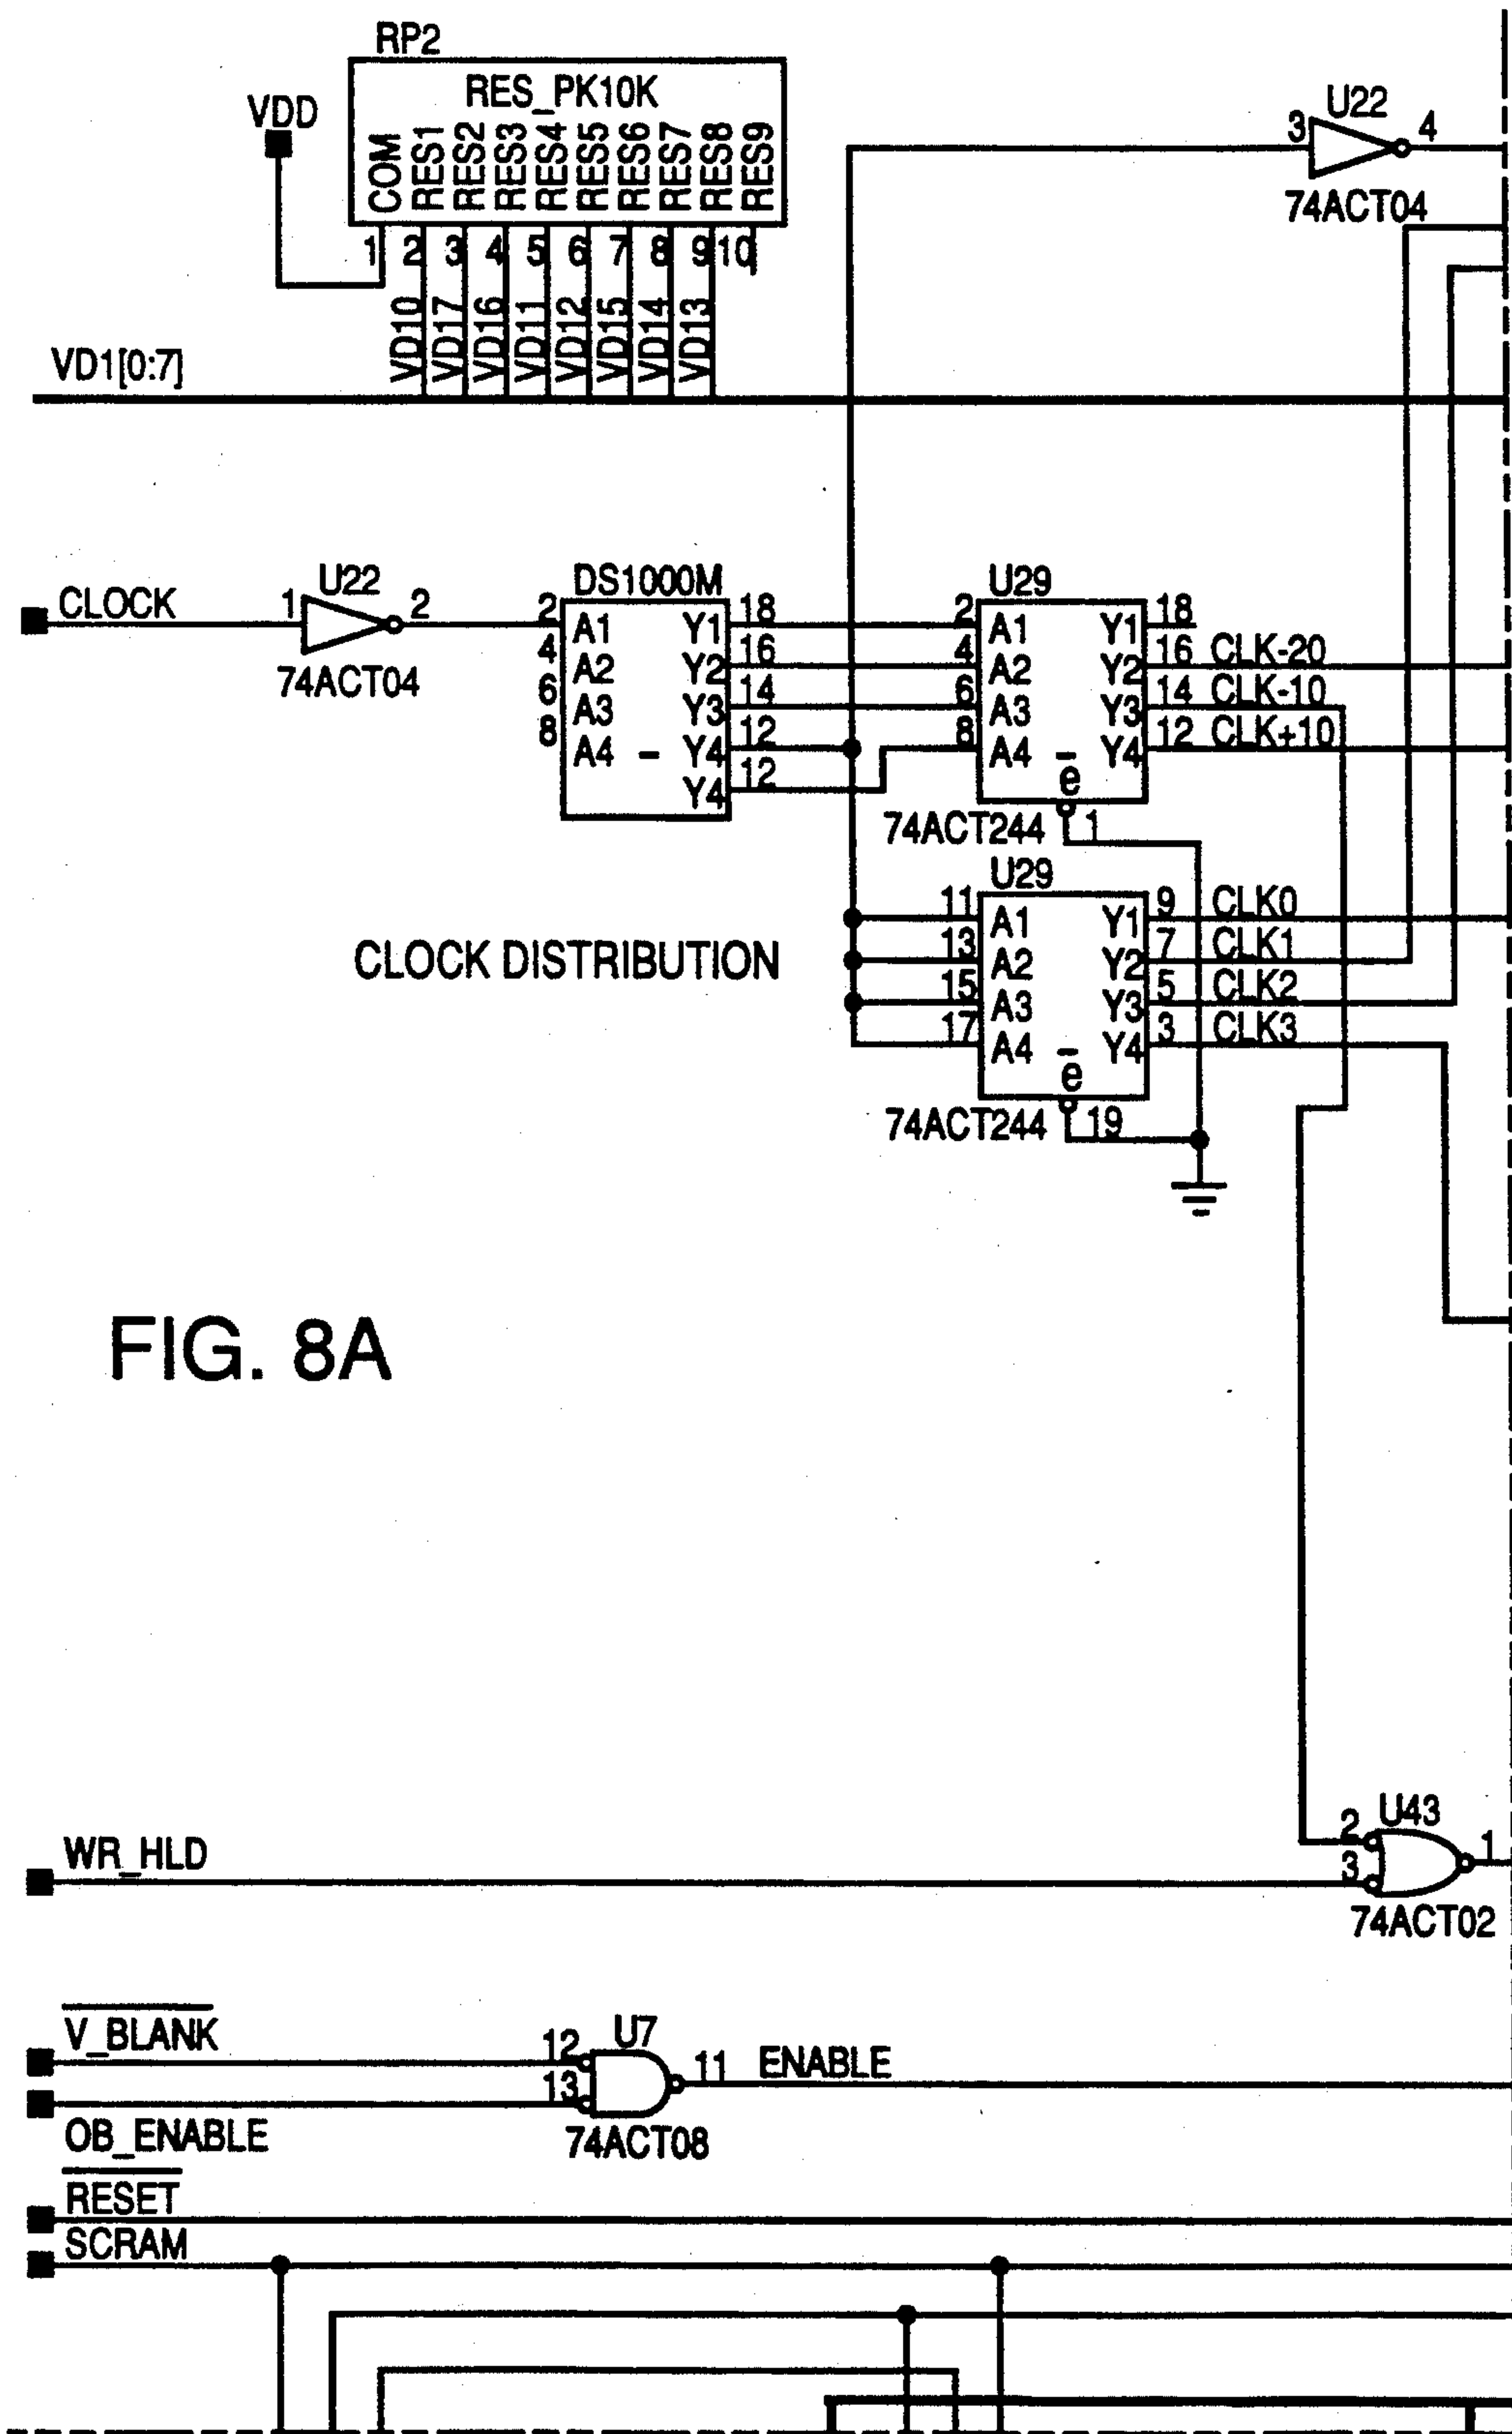 RP2
RES_PK10K
VDD
COM RES1 RES2 RES3 RES4 RES5 RES6 RES7 RES8 RES9
1 2 3 4 5 6 7 8 9 10
VD10 VD17 VD16 VD11 VD12 VD15 VD14 VD13
VD1[0:7]
U22
3 4
74ACT04
CLOCK
1 U22 2
74ACT04
DS1000M
2 A1 Y1 18
4 A2 Y2 16
6 A3 Y3 14
8 A4 - Y4 12
Y4 12
U29
2 A1 Y1 18
4 A2 Y2 16 CLK-20
6 A3 Y3 14 CLK-10
8 A4 Y4 12 CLK+10
e̅
74ACT244 1
U29
11 A1 Y1 9 CLK0
13 A2 Y2 7 CLK1
15 A3 Y3 5 CLK2
17 A4 Y4 3 CLK3
e̅
74ACT244 19
CLOCK DISTRIBUTION
FIG. 8A
WR_HLD
U43
2 1
3
74ACT02
V_BLANK
U7
12
13
11 ENABLE
74ACT08
OB_ENABLE
RESET
SCRAM